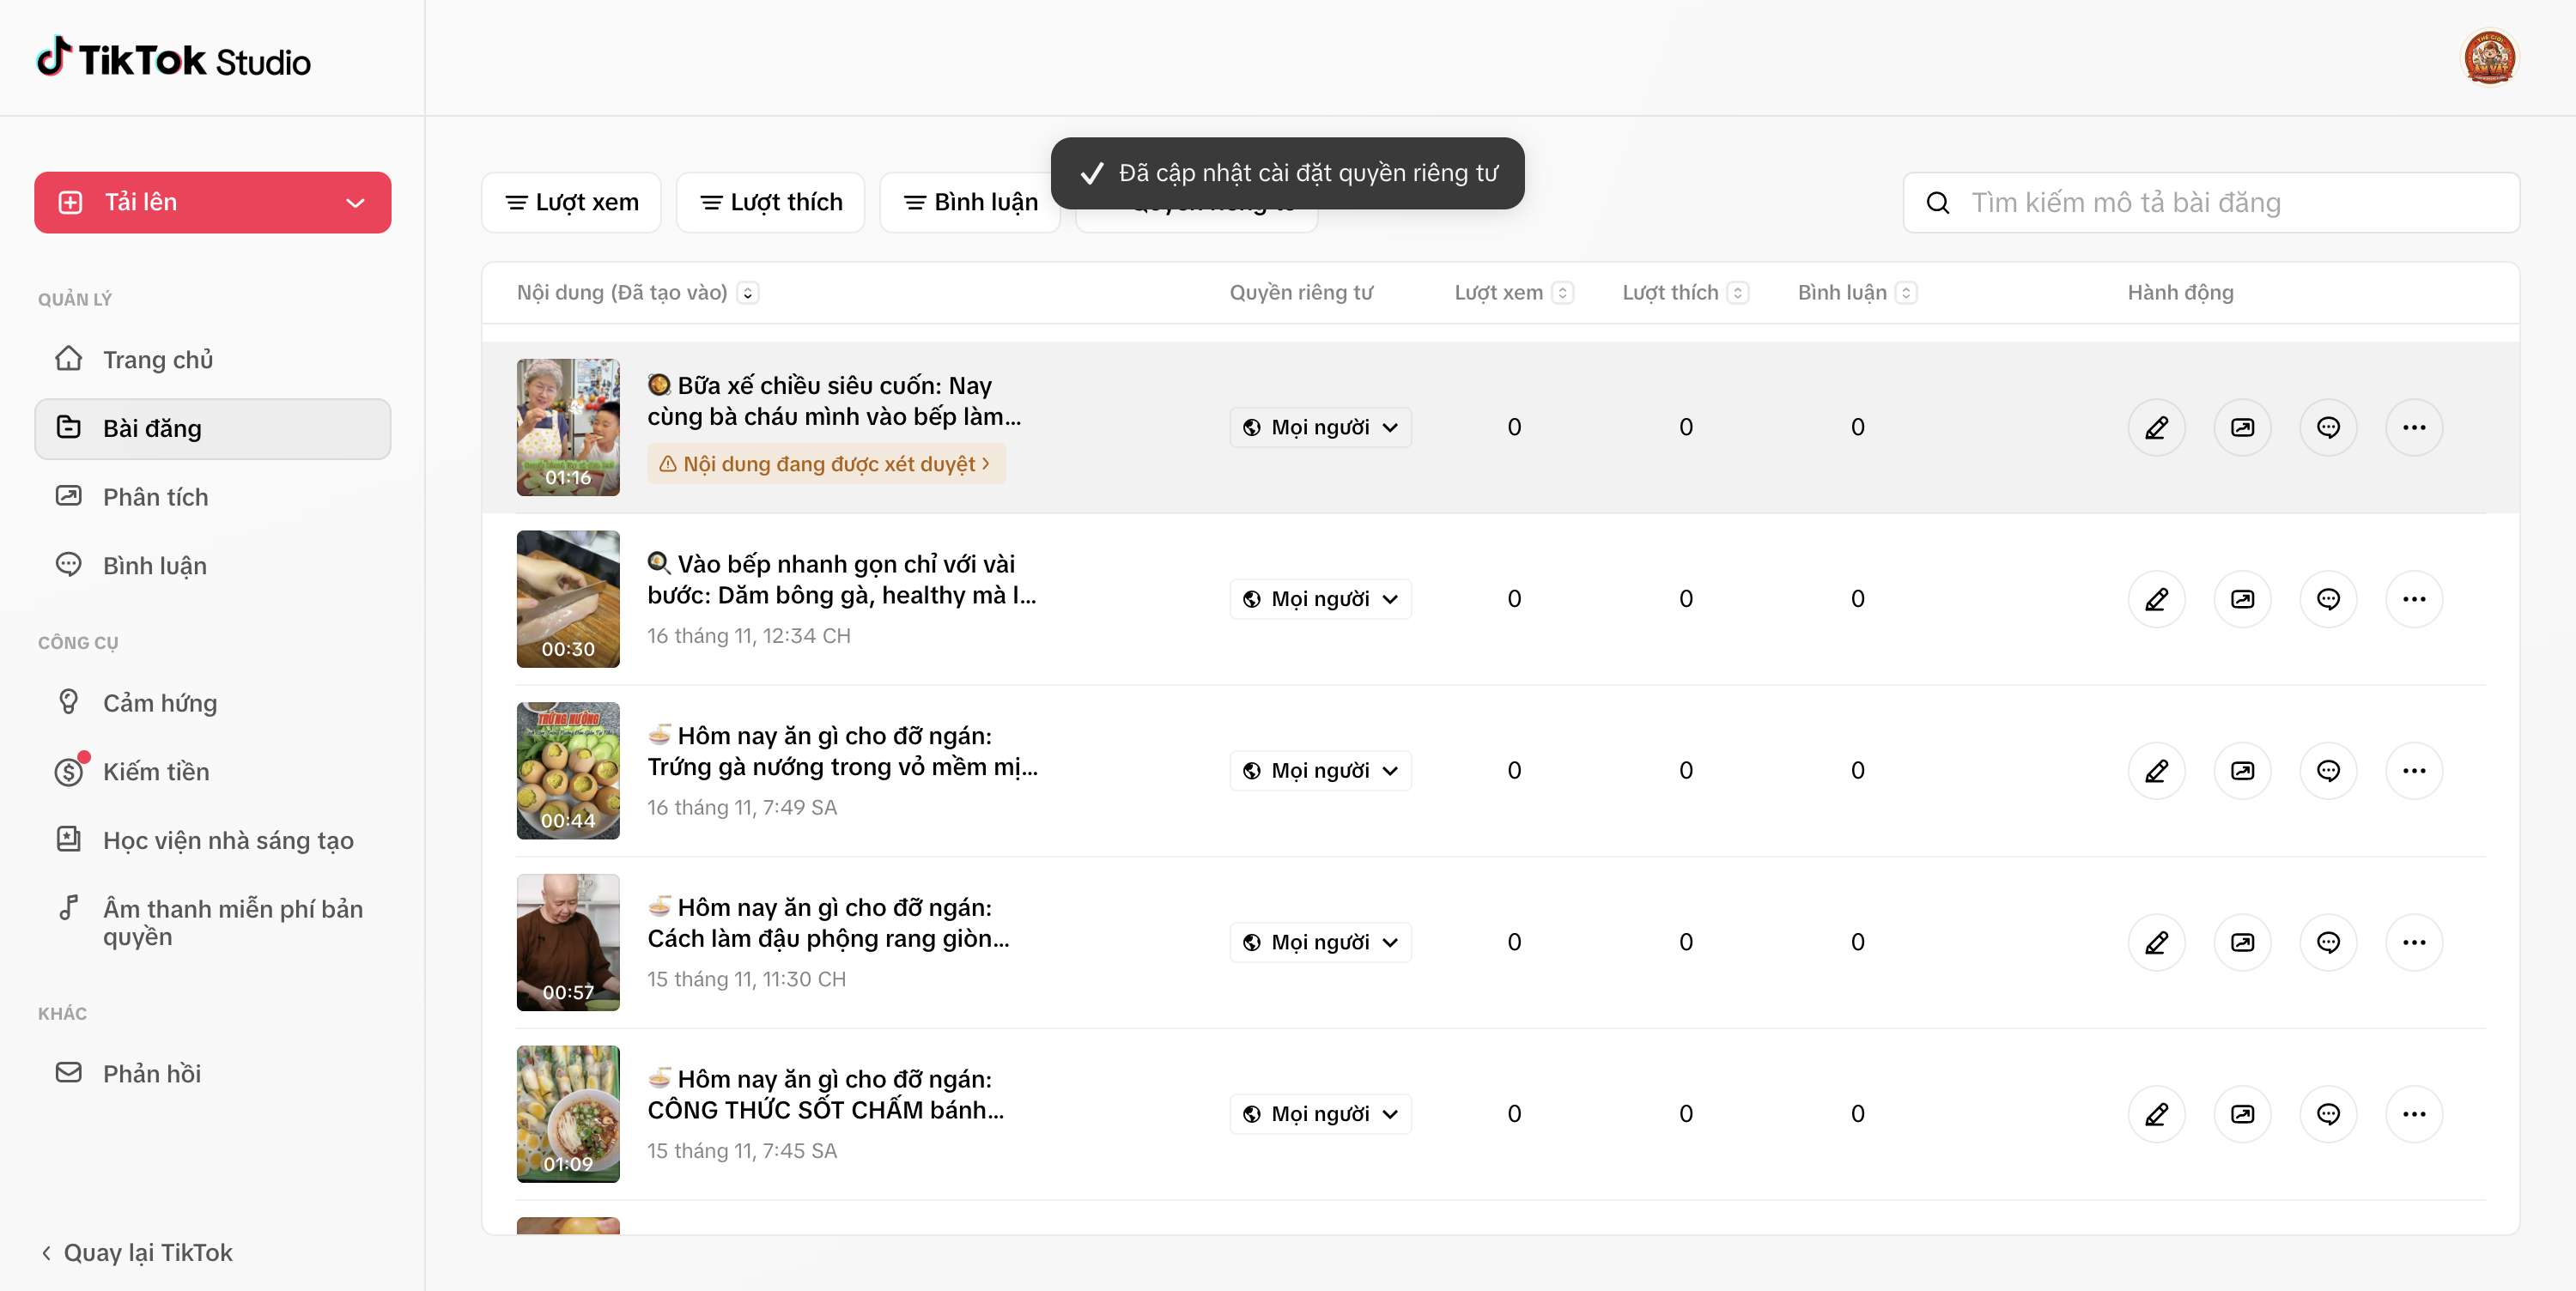 TikTok Studio
Tải lên
QUẢN LÝ
Trang chủ
Bài đăng
Phân tích
Bình luận
CÔNG CỤ
Cảm hứng
Kiếm tiền
Học viện nhà sáng tạo
Âm thanh miễn phí bản
quyền
KHÁC
Phản hồi
Quay lại TikTok
Đã cập nhật cài đặt quyền riêng tư
Lượt xem
Lượt thích
Bình luận
Tìm kiếm mô tả bài đăng
Nội dung (Đã tạo vào) Quyền riêng tư Lượt xem Lượt thích Bình luận Hành động
Bữa xế chiều siêu cuốn: Nay
cùng bà cháu mình vào bếp làm...
Nội dung đang được xét duyệt
01:16
Mọi người 0 0 0
Vào bếp nhanh gọn chỉ với vài
bước: Dăm bông gà, healthy mà l...
16 tháng 11, 12:34 CH
00:30
Mọi người 0 0 0
TRỨNG NƯỚNG
Hôm nay ăn gì cho đỡ ngán:
Trứng gà nướng trong vỏ mềm mị...
16 tháng 11, 7:49 SA
00:44
Mọi người 0 0 0
Hôm nay ăn gì cho đỡ ngán:
Cách làm đậu phộng rang giòn...
15 tháng 11, 11:30 CH
00:57
Mọi người 0 0 0
Hôm nay ăn gì cho đỡ ngán:
CÔNG THỨC SỐT CHẤM bánh...
15 tháng 11, 7:45 SA
01:09
Mọi người 0 0 0